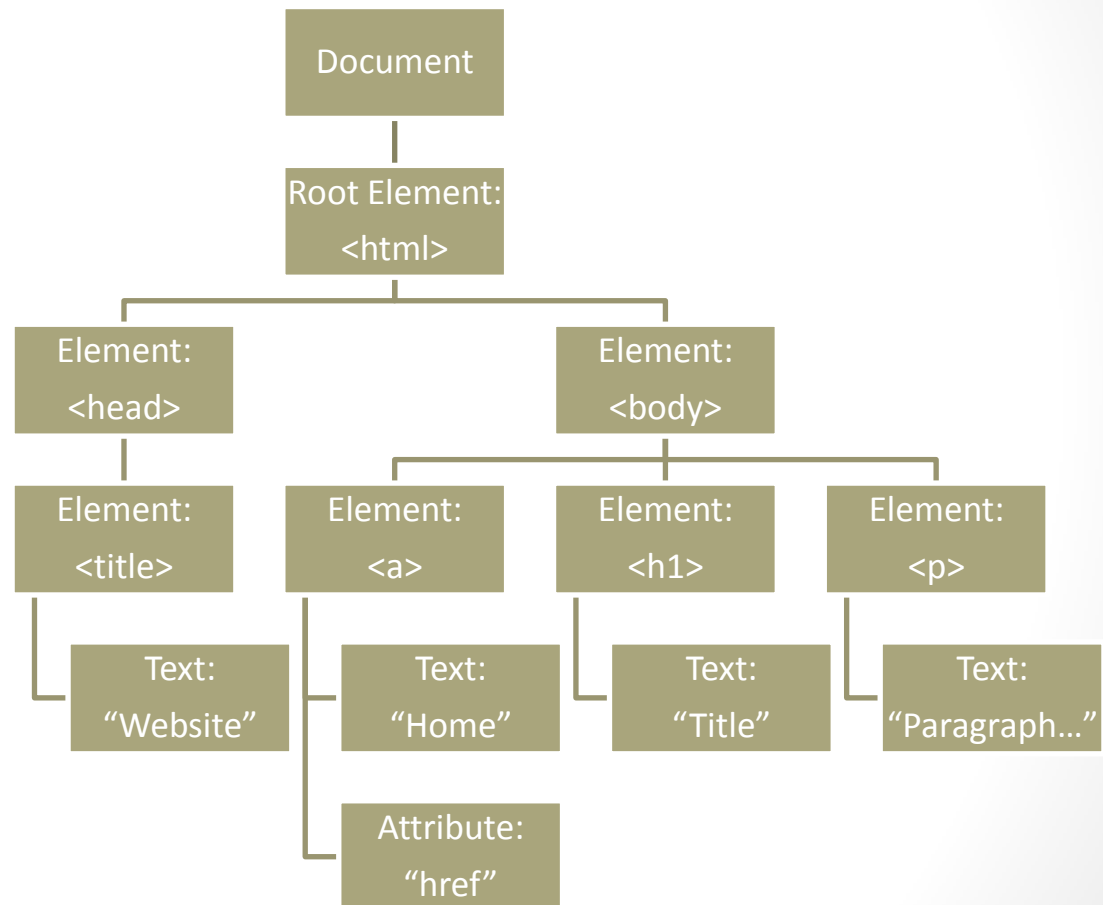 Document
Root Element:
<html>
Element:
<head>
Element:
<body>
Element:
<title>
Element:
<a>
Element:
<h1>
Element:
<p>
Text:
“Website”
Text:
“Home”
Text:
“Title”
Text:
“Paragraph…”
Attribute:
“href”